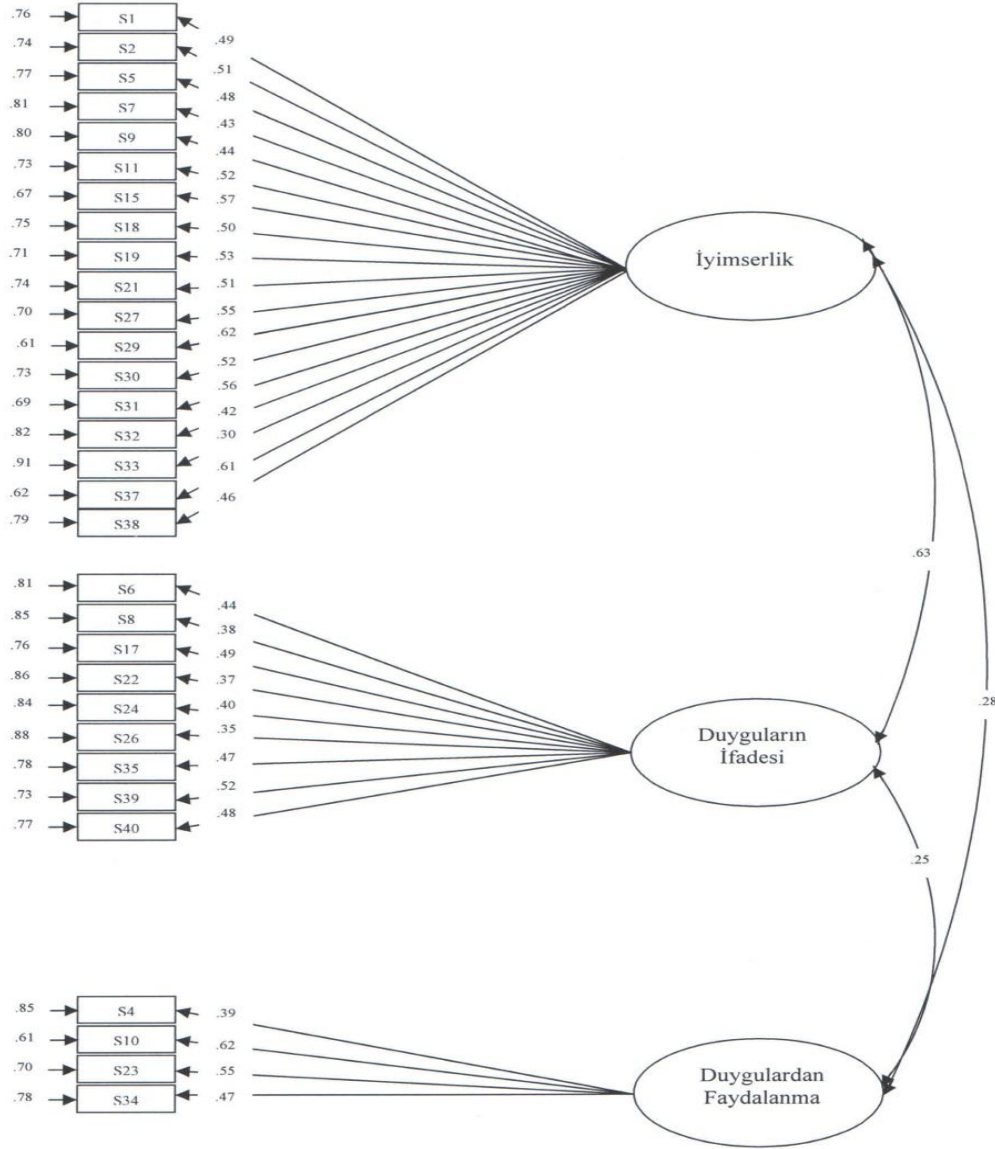 .76 S1 .49
.74 S2 .51
.77 S5 .48
.81 S7 .43
.80 S9 .44
.73 S11 .52
.67 S15 .57
.75 S18 .50
.71 S19 .53
.74 S21 .51
.70 S27 .55
.61 S29 .62
.73 S30 .52
.69 S31 .56
.82 S32 .42
.91 S33 .30
.62 S37 .61
.79 S38 .46
İyimserlik
.63
.28
.81 S6 .44
.85 S8 .38
.76 S17 .49
.86 S22 .37
.84 S24 .40
.88 S26 .35
.78 S35 .47
.73 S39 .52
.77 S40 .48
Duyguların
İfadesi
.25
.85 S4 .39
.61 S10 .62
.70 S23 .55
.78 S34 .47
Duygulardan
Faydalanma